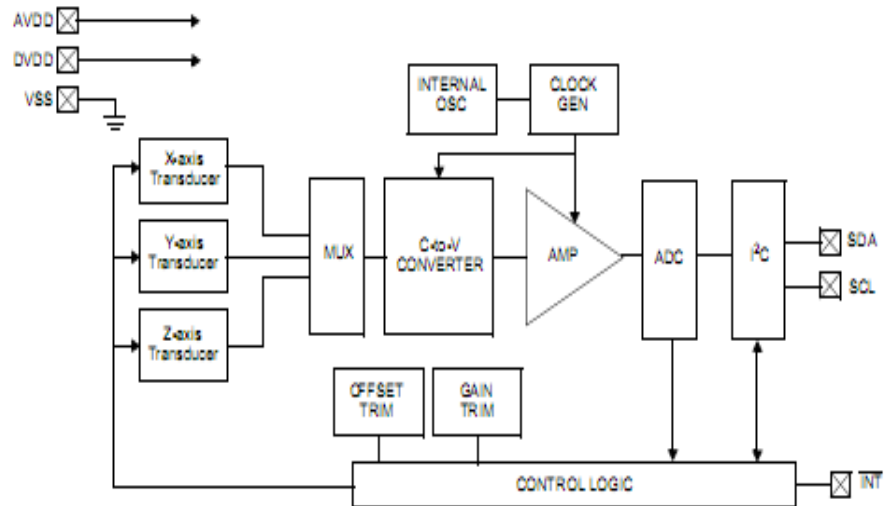 AVDD
DVDD
VSS
INTERNAL
OSC
CLOCK
GEN
X-axis
Transducer
Y-axis
Transducer
Z-axis
Transducer
MUX
C-to-V
CONVERTER
AMP
ADC
I²C
SDA
SCL
OFFSET
TRIM
GAIN
TRIM
CONTROL LOGIC
INT